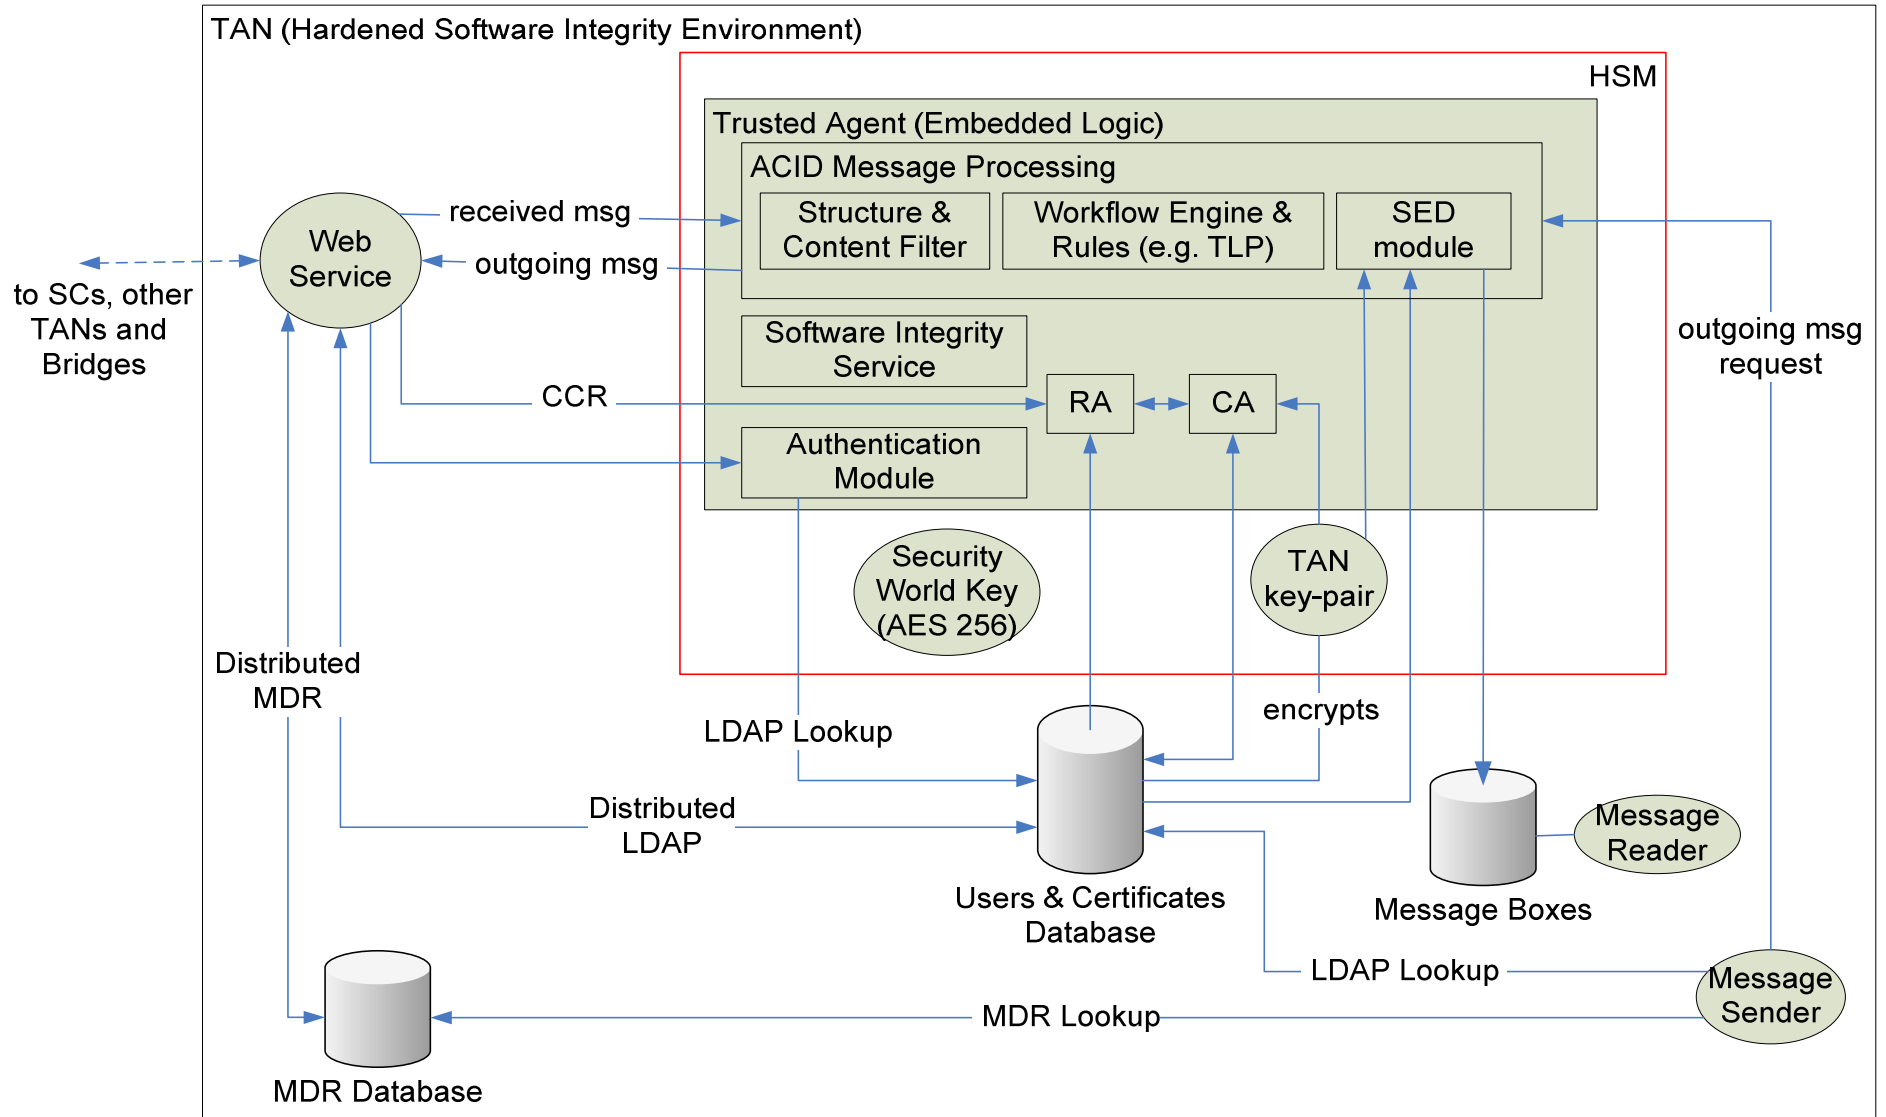 TAN (Hardened Software Integrity Environment)
HSM
Trusted Agent (Embedded Logic)
ACID Message Processing
Structure &
Content Filter
Workflow Engine &
Rules (e.g. TLP)
SED
module
received msg
outgoing msg
Web
Service
to SCs, other
TANs and
Bridges
outgoing msg
request
Software Integrity
Service
CCR
RA
CA
Authentication
Module
Security
World Key
(AES 256)
TAN
key-pair
Distributed
MDR
LDAP Lookup
encrypts
Distributed
LDAP
Users & Certificates
Database
Message
Reader
Message Boxes
LDAP Lookup
Message
Sender
MDR Lookup
MDR Database